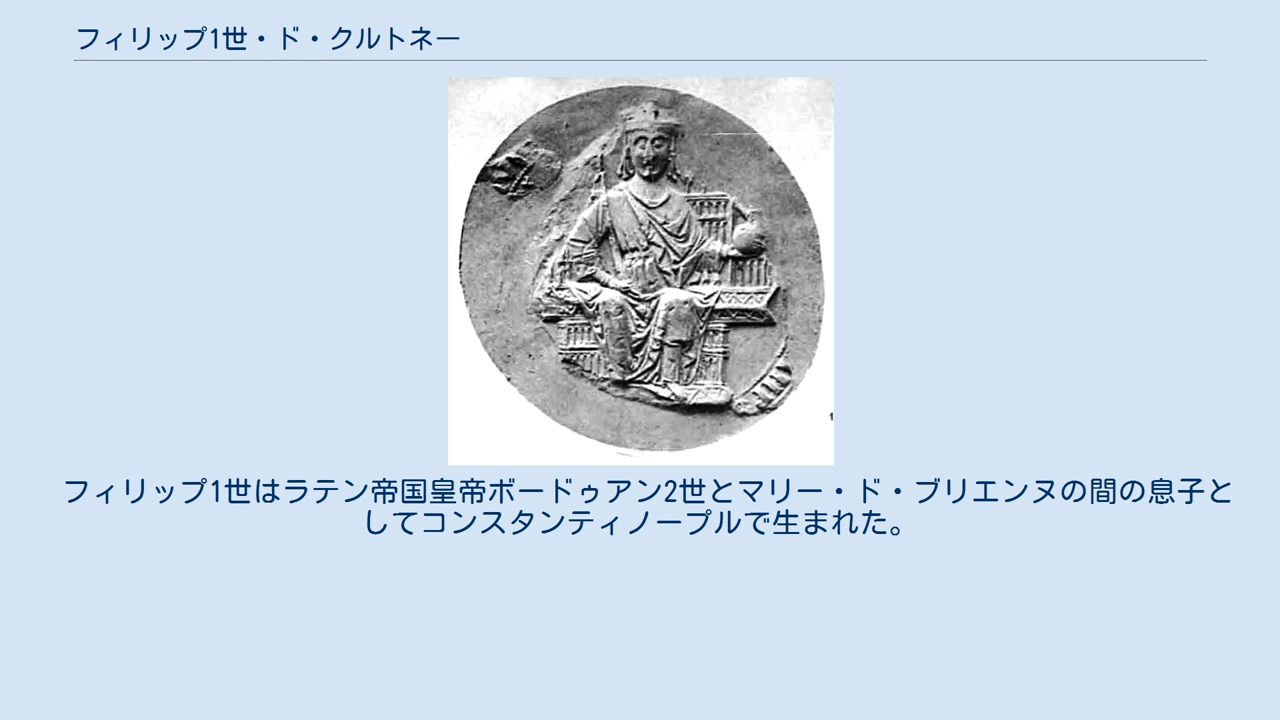 フィリップ1世・ド・クルトネー
フィリップ1世はラテン帝国皇帝ボードゥアン2世とマリー・ド・ブリエンヌの間の息子と
してコンスタンティノープルで生まれた。